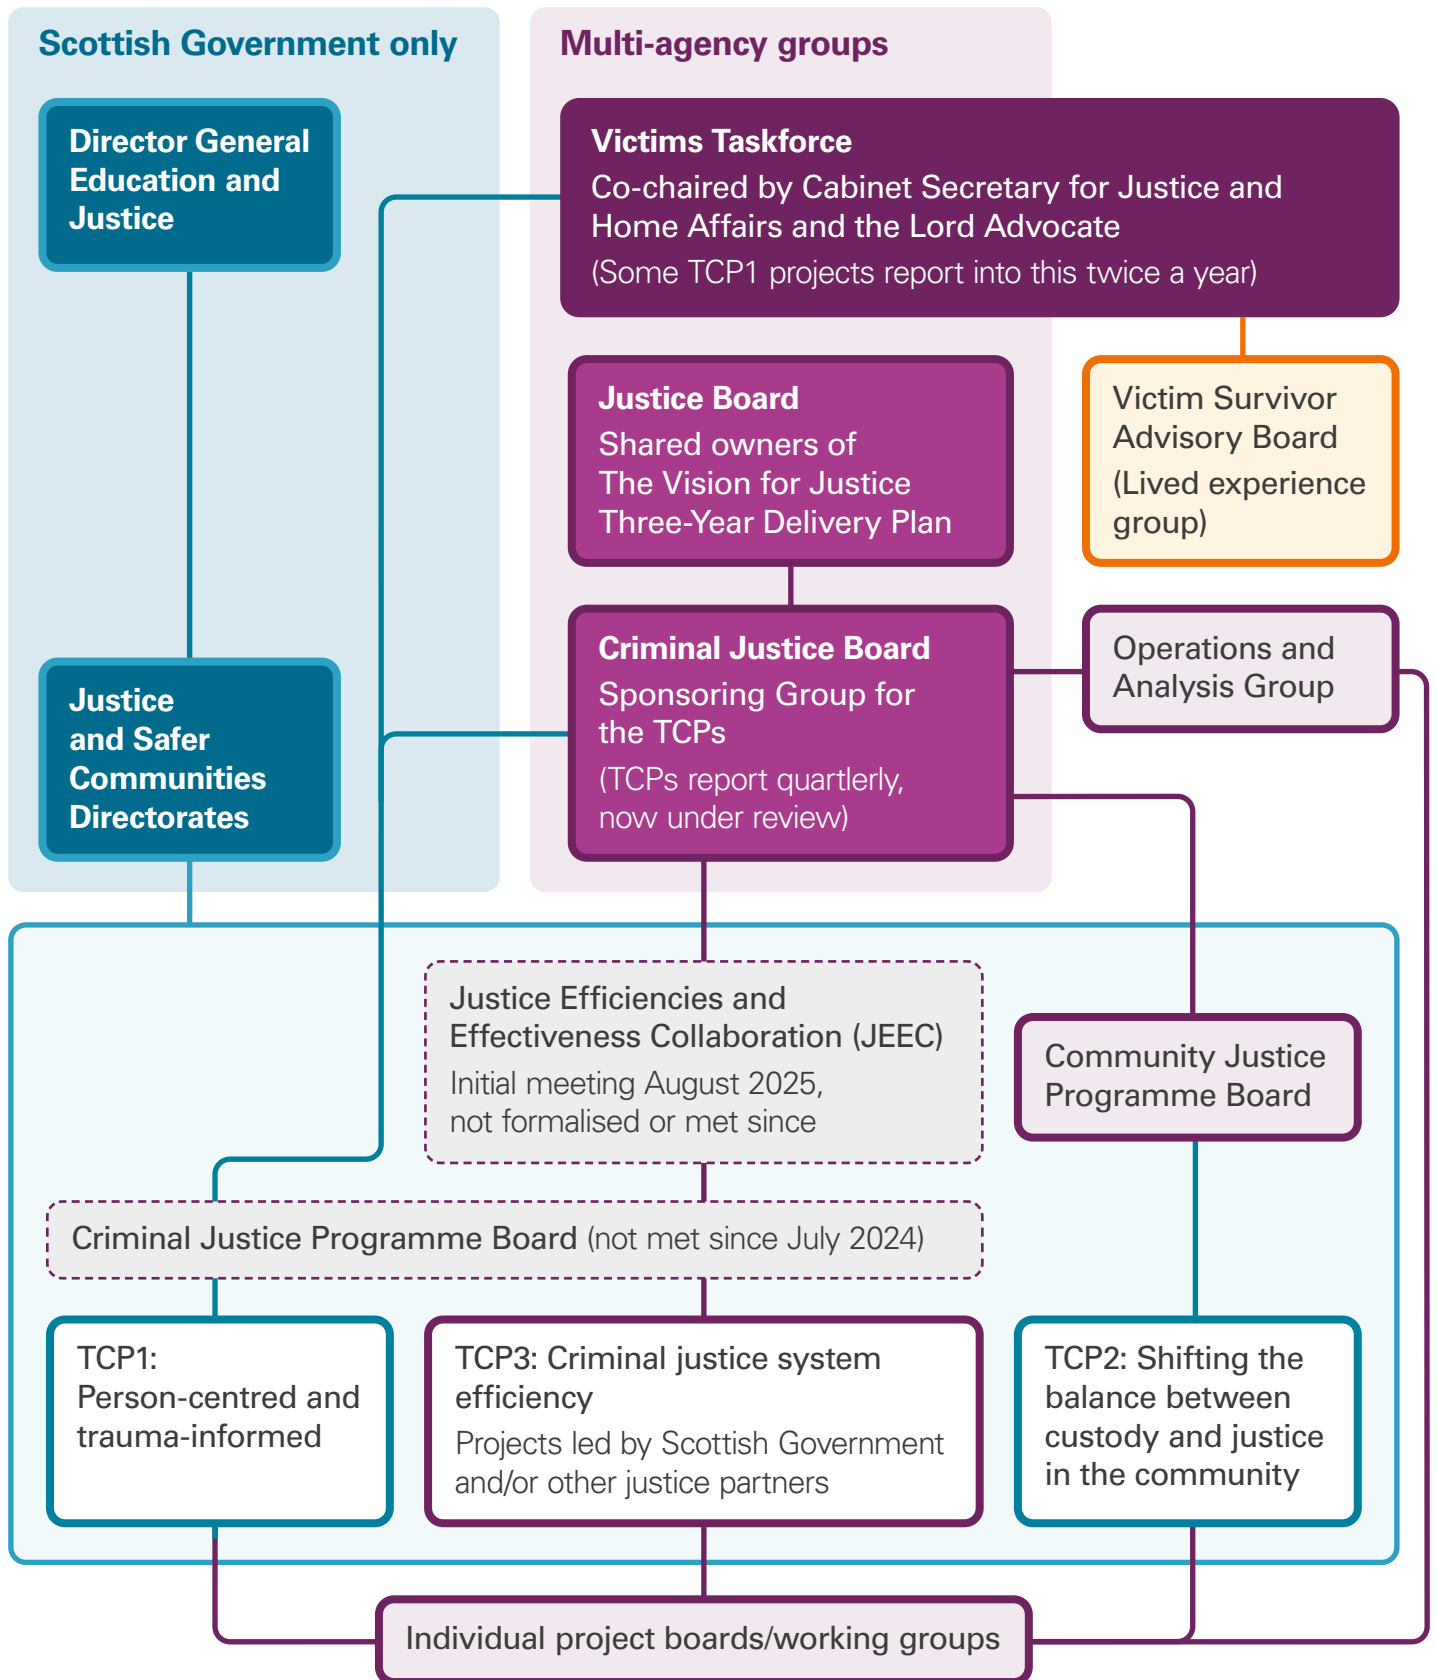 Scottish Government only
Multi-agency groups
Director General
Education and
Justice
Victims Taskforce
Co-chaired by Cabinet Secretary for Justice and
Home Affairs and the Lord Advocate
(Some TCP1 projects report into this twice a year)
Justice Board
Shared owners of
The Vision for Justice
Three-Year Delivery Plan
Victim Survivor
Advisory Board
(Lived experience
group)
Justice
and Safer
Communities
Directorates
Criminal Justice Board
Sponsoring Group for
the TCPs
(TCPs report quartlerly,
now under review)
Operations and
Analysis Group
Justice Efficiencies and
Effectiveness Collaboration (JEEC)
Initial meeting August 2025,
not formalised or met since
Community Justice
Programme Board
Criminal Justice Programme Board (not met since July 2024)
TCP1:
Person-centred and
trauma-informed
TCP3: Criminal justice system
efficiency
Projects led by Scottish Government
and/or other justice partners
TCP2: Shifting the
balance between
custody and justice
in the community
Individual project boards/working groups